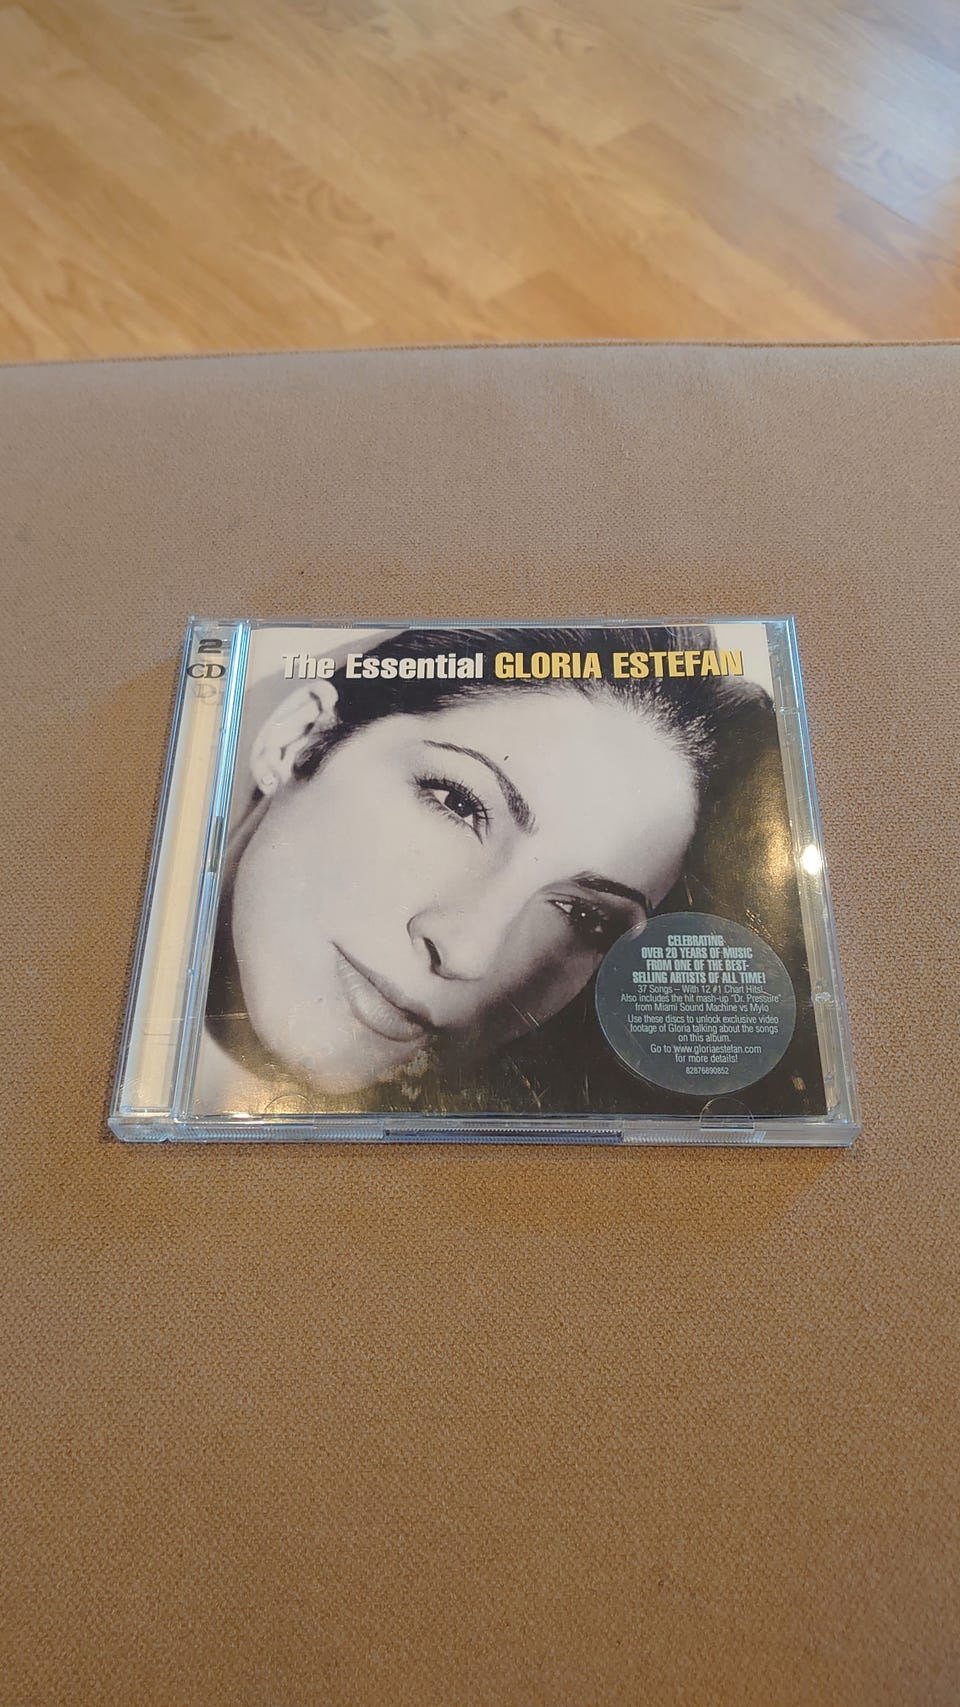 2
CD
The Essential GLORIA ESTEFAN
CELEBRATING
OVER 20 YEARS OF MUSIC
FROM ONE OF THE BEST-
SELLING ARTISTS OF ALL TIME!
37 Songs – With 12 #1 Chart Hits!
Also includes the hit mash-up "Dr. Pressure"
from Miami Sound Machine vs Mylo
Use these discs to unlock exclusive video
footage of Gloria talking about the songs
on this album.
Go to www.gloriaestefan.com
for more details!
82876890852